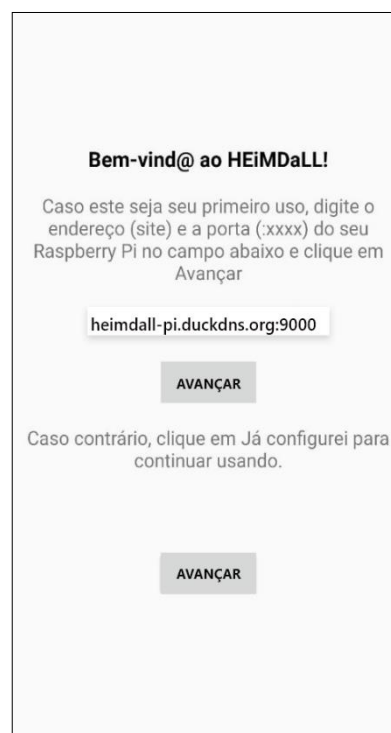 Bem-vind@ ao HEiMDaLL!
Caso este seja seu primeiro uso, digite o
endereço (site) e a porta (:xxxx) do seu
Raspberry Pi no campo abaixo e clique em
Avançar
heimdall-pi.duckdns.org:9000
AVANÇAR
Caso contrário, clique em Já configurei para
continuar usando.
AVANÇAR